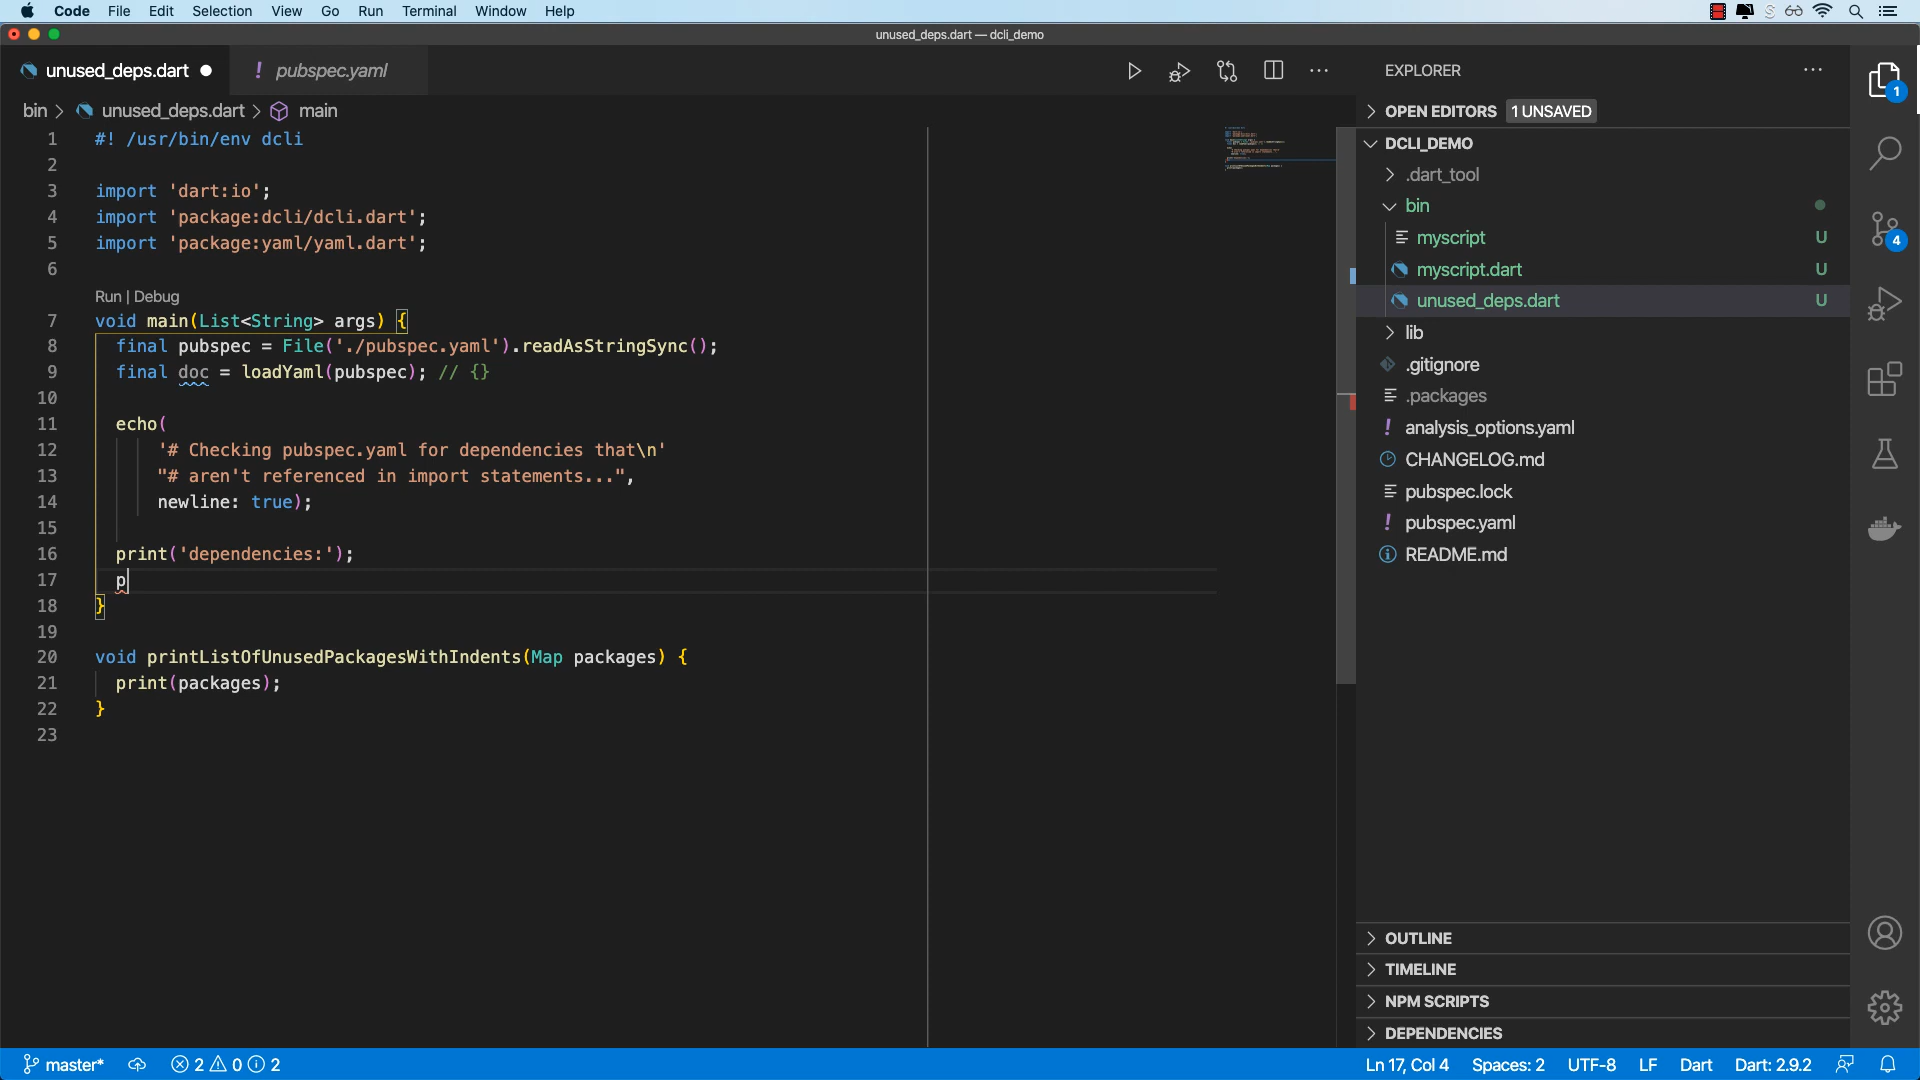 Code File Edit Selection View Go Run Terminal Window Help
unused_deps.dart — dcli_demo
unused_deps.dart ! pubspec.yaml
bin > unused_deps.dart > main
1 #! /usr/bin/env dcli
2
3 import 'dart:io';
4 import 'package:dcli/dcli.dart';
5 import 'package:yaml/yaml.dart';
6
Run | Debug
7 void main(List<String> args) {
8 final pubspec = File('./pubspec.yaml').readAsStringSync();
9 final doc = loadYaml(pubspec); // {}
10
11 echo(
12 '# Checking pubspec.yaml for dependencies that\n'
13 "# aren't referenced in import statements...",
14 newline: true);
15
16 print('dependencies:');
17 p
18 }
19
20 void printListOfUnusedPackagesWithIndents(Map packages) {
21 print(packages);
22 }
23
EXPLORER
OPEN EDITORS 1 UNSAVED
DCLI_DEMO
.dart_tool
bin
myscript U
myscript.dart U
unused_deps.dart U
lib
.gitignore
.packages
! analysis_options.yaml
CHANGELOG.md
pubspec.lock
! pubspec.yaml
README.md
OUTLINE
TIMELINE
NPM SCRIPTS
DEPENDENCIES
1
4
master* 2 0 2 Ln 17, Col 4 Spaces: 2 UTF-8 LF Dart Dart: 2.9.2